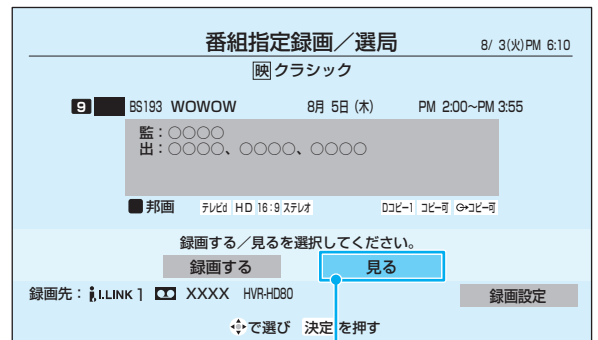 番組指定録画／選局 8/ 3(火)PM 6:10
映 クラシック
9 BS193 WOWOW 8月 5日 (木) PM 2:00~PM 3:55
監：○○○○
出：○○○○、○○○○、○○○○
邦画 テレビd HD 16:9 ステレオ Dコピー1 コピー可 コピー可
録画する／見るを選択してください。
録画する 見る
録画先： i.LINK 1 XXXX HVR-HD80 録画設定
で選び 決定 を押す